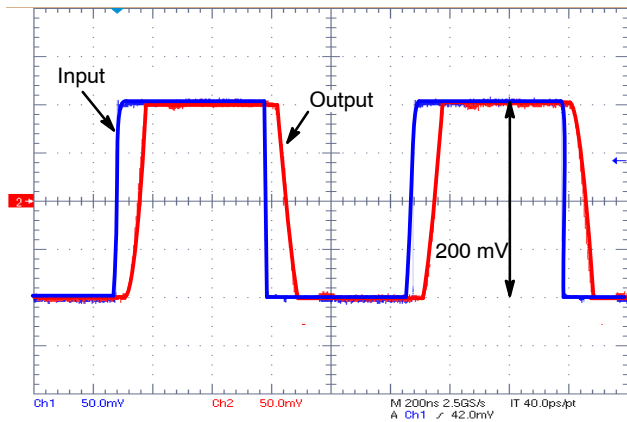 Input
Output
2
200 mV
Ch1 50.0mV Ch2 50.0mV M 200ns 2.5GS/s IT 40.0ps/pt
A Ch1 / 42.0mV